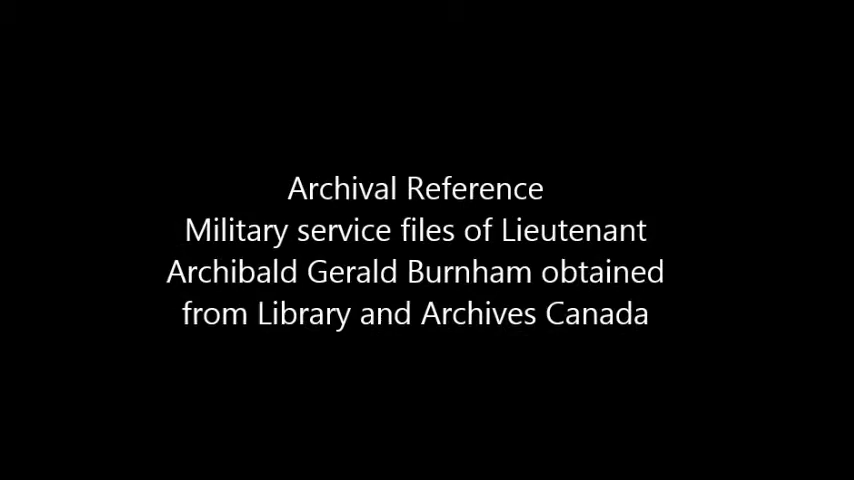 Archival Reference
Military service files of Lieutenant
Archibald Gerald Burnham obtained
from Library and Archives Canada